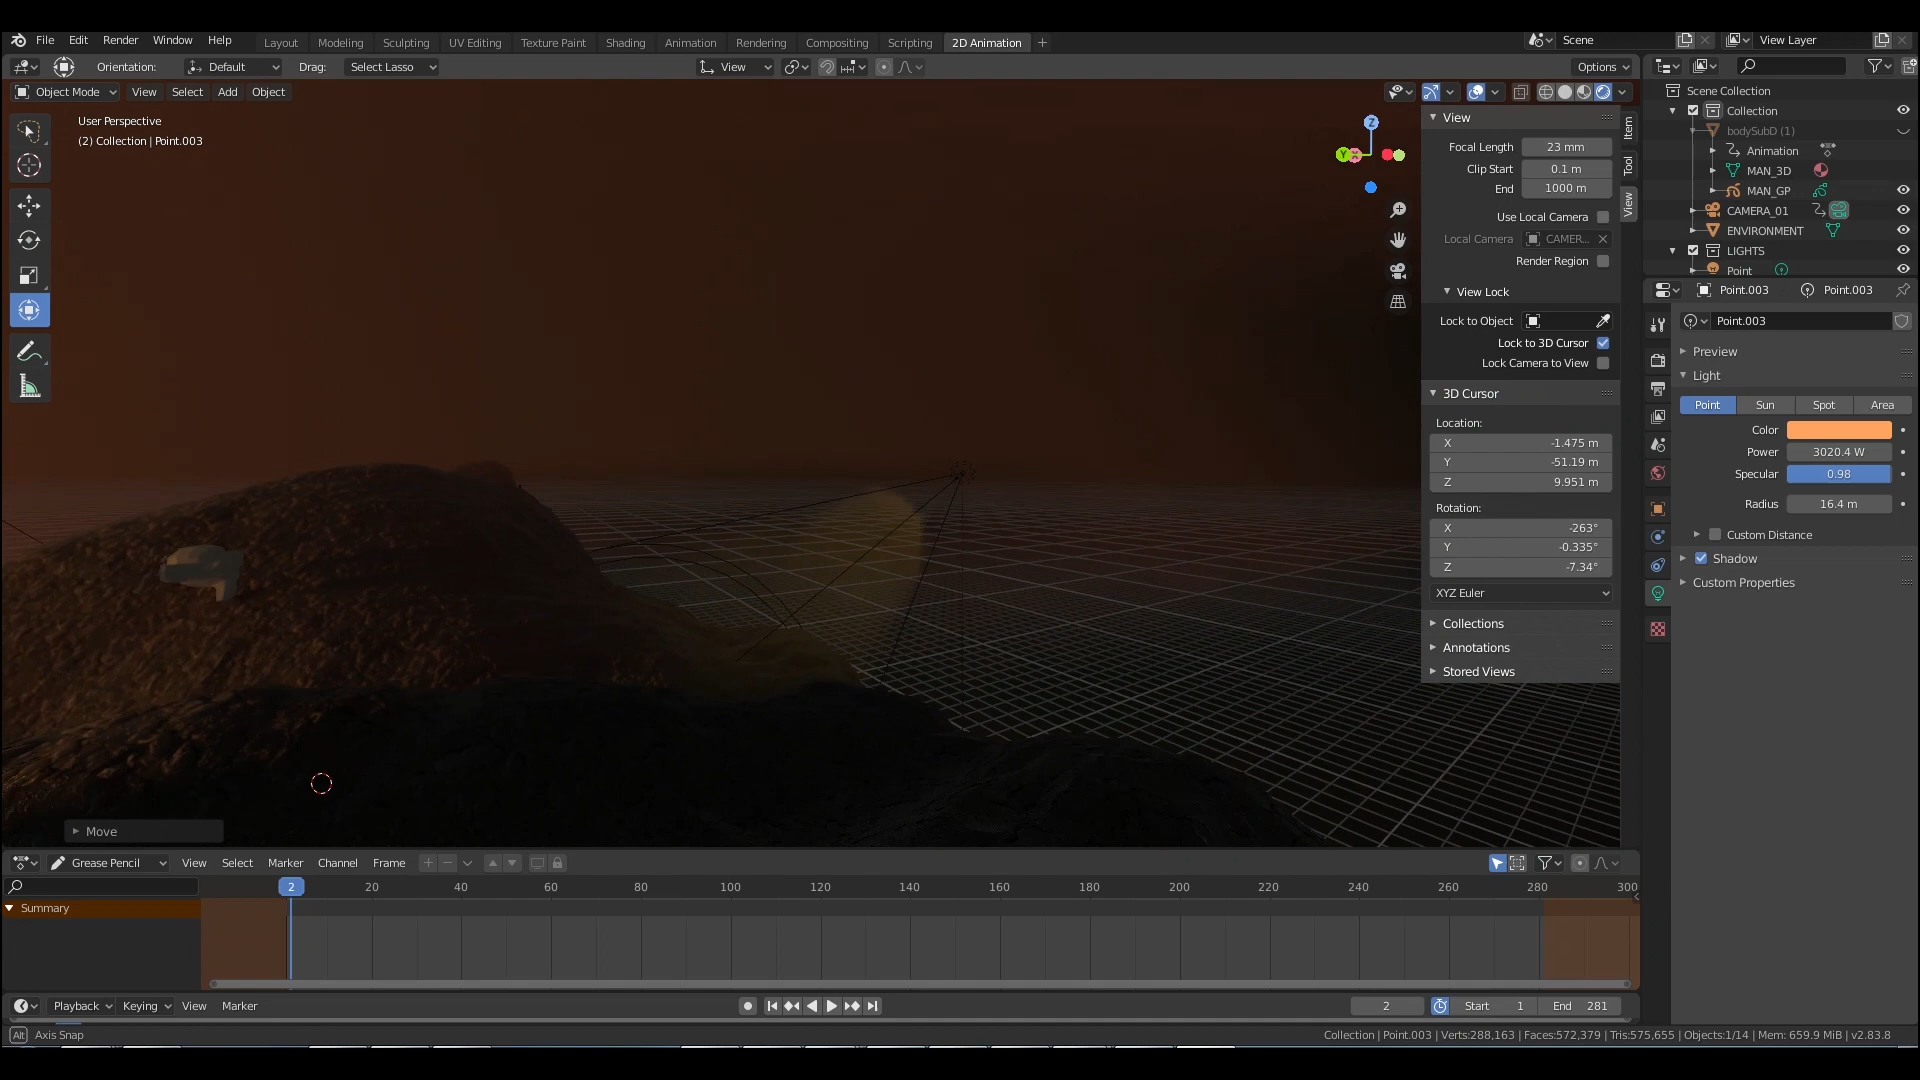 File Edit Render Window Help Layout Modeling Sculpting UV Editing Texture Paint Shading Animation Rendering Compositing Scripting 2D Animation + Scene View Layer
Orientation: Default Drag: Select Lasso View Options
Object Mode View Select Add Object
User Perspective
(2) Collection | Point.003
Z
Y
X
View
Focal Length 23 mm
Clip Start 0.1 m
End 1000 m
Use Local Camera
Local Camera CAMER...
Render Region
View Lock
Lock to Object
Lock to 3D Cursor
Lock Camera to View
3D Cursor
Location:
X -1.475 m
Y -51.19 m
Z 9.951 m
Rotation:
X -263°
Y -0.335°
Z -7.34°
XYZ Euler
Collections
Annotations
Stored Views
Item
Tool
View
Scene Collection
Collection
bodySubD (1)
Animation
MAN_3D
MAN_GP
CAMERA_01
ENVIRONMENT
LIGHTS
Point
Point.003 Point.003
Point.003
Preview
Light
Point Sun Spot Area
Color
Power 3020.4 W
Specular 0.98
Radius 16.4 m
Custom Distance
Shadow
Custom Properties
Move
Grease Pencil View Select Marker Channel Frame
2 20 40 60 80 100 120 140 160 180 200 220 240 260 280 300
Summary
Playback Keying View Marker 2 Start 1 End 281
Alt Axis Snap Collection | Point.003 | Verts:288,163 | Faces:572,379 | Tris:575,655 | Objects:1/14 | Mem: 659.9 MiB | v2.83.8